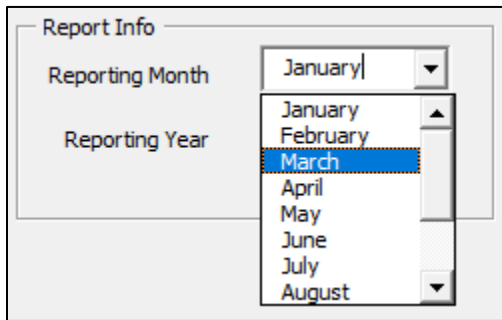 Report Info
Reporting Month January
January
February
Reporting Year
March
April
May
June
July
August